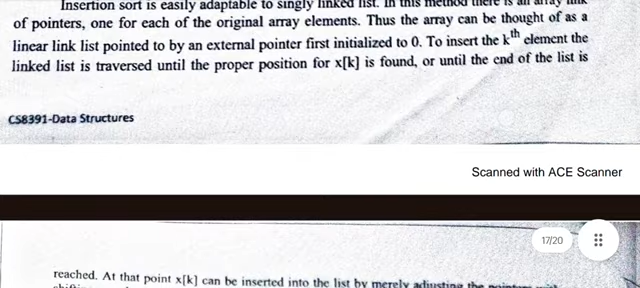 Insertion sort is easily adaptable to singly linked list. In this method there is an array link
of pointers, one for each of the original array elements. Thus the array can be thought of as a
linear link list pointed to by an external pointer first initialized to 0. To insert the kth element the
linked list is traversed until the proper position for x[k] is found, or until the end of the list is
CS8391-Data Structures
Scanned with ACE Scanner
17/20
reached. At that point x[k] can be inserted into the list by merely adjusting the